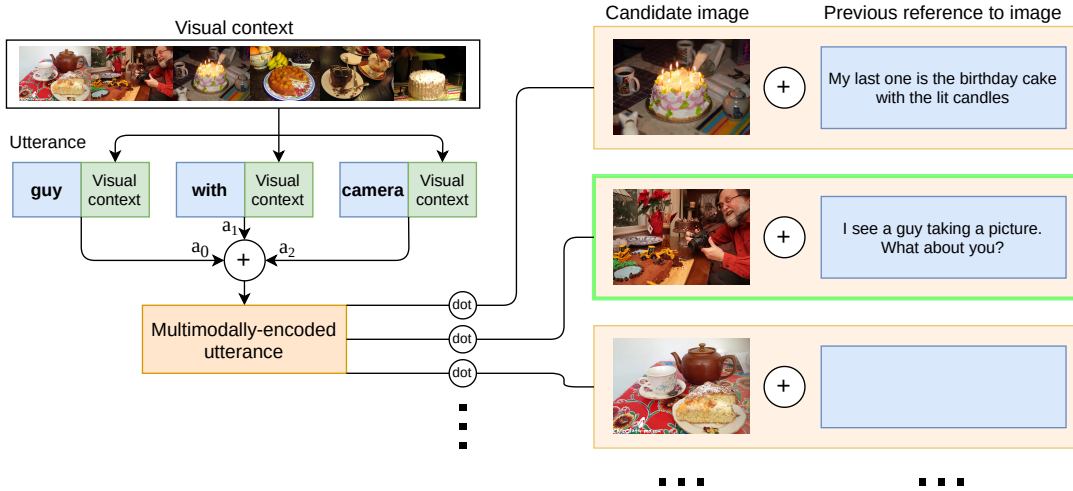 Visual context
Candidate image
Previous reference to image
Utterance
guy
Visual
context
with
Visual
context
camera
Visual
context
a0
a1
a2
+
Multimodally-encoded
utterance
dot
dot
dot
+
My last one is the birthday cake
with the lit candles
+
I see a guy taking a picture.
What about you?
+